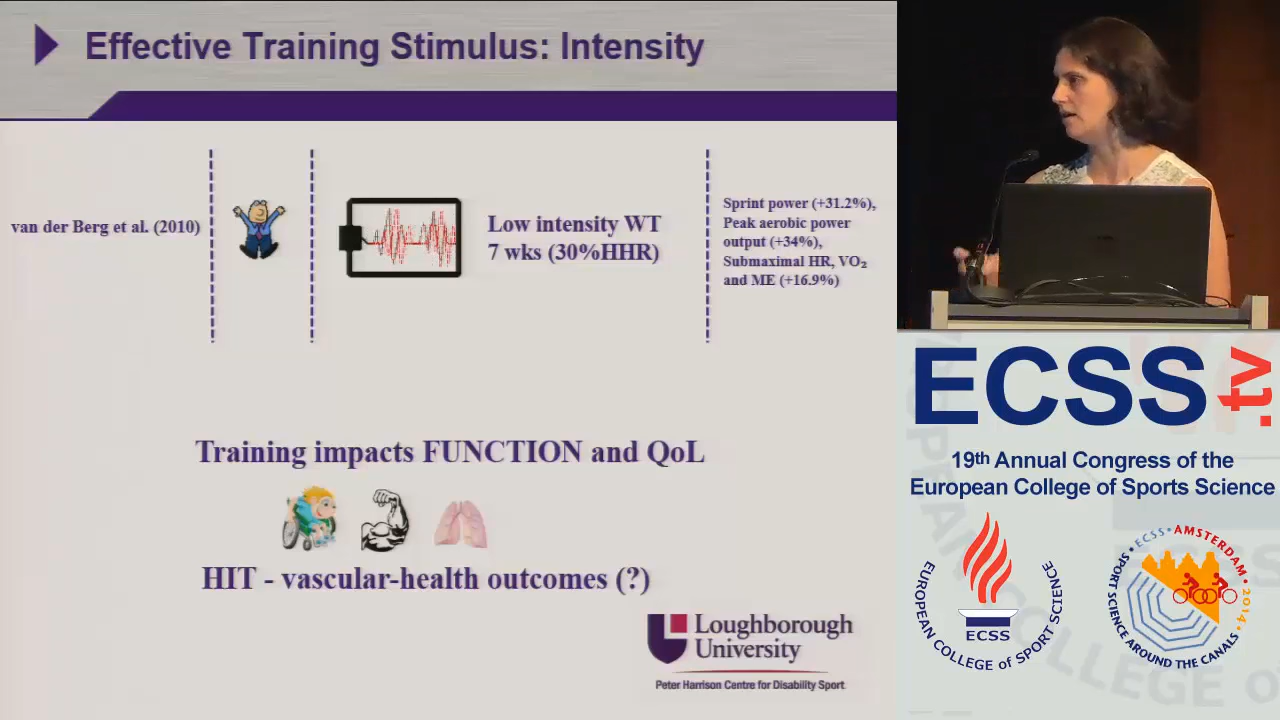 Effective Training Stimulus: Intensity
van der Berg et al. (2010)
Low intensity WT
7 wks (30%HHR)
Sprint power (+31.2%),
Peak aerobic power
output (+34%),
Submaximal HR, VO₂
and ME (+16.9%)
Training impacts FUNCTION and QoL
HIT - vascular-health outcomes (?)
Loughborough
University
Peter Harrison Centre for Disability Sport
ECSS
.tv
19th Annual Congress of the
European College of Sports Science
EUROPEAN COLLEGE of SPORT SCIENCE
ECSS
• ECSS • AMSTERDAM • 2014 •
SPORT SCIENCE AROUND THE CANALS